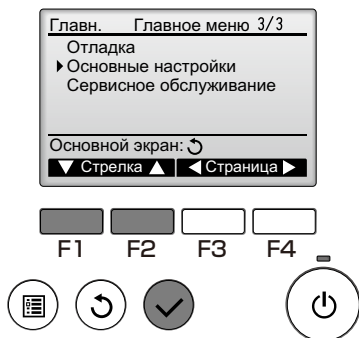 Главн. Главное меню 3/3
Отладка
Основные настройки
Сервисное обслуживание
Основной экран:
Стрелка Страница
F1 F2 F3 F4